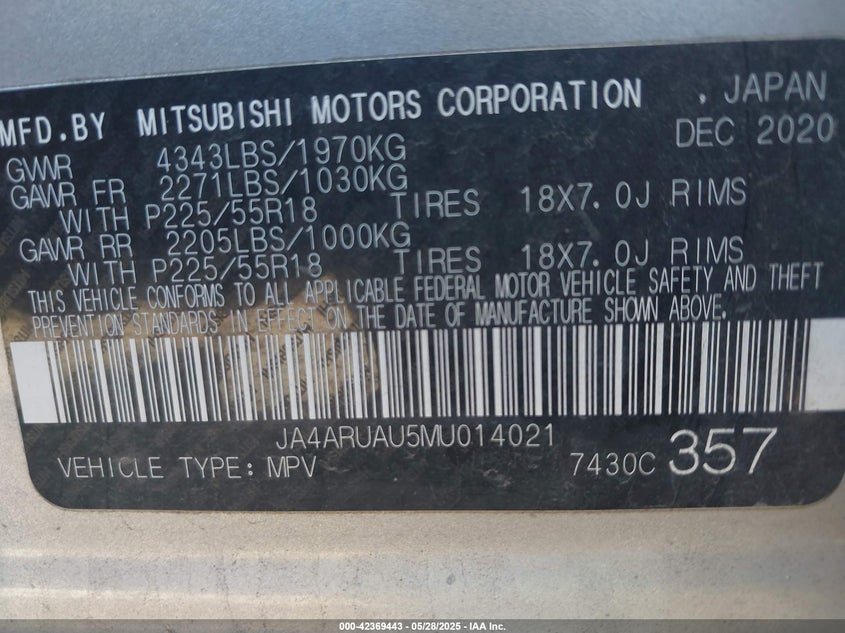 MFD.BY MITSUBISHI MOTORS CORPORATION , JAPAN
DEC 2020
GVWR 4343LBS/1970KG
GAWR FR 2271LBS/1030KG
WITH P225/55R18 TIRES 18X7.0J RIMS
GAWR RR 2205LBS/1000KG
WITH P225/55R18 TIRES 18X7.0J RIMS
THIS VEHICLE CONFORMS TO ALL APPLICABLE FEDERAL MOTOR VEHICLE SAFETY AND THEFT
PREVENTION STANDARDS IN EFFECT ON THE DATE OF MANUFACTURE SHOWN ABOVE.
JA4ARUAU5MU014021
VEHICLE TYPE: MPV 7430C 357
000-42369443 - 05/28/2025 - IAA Inc.